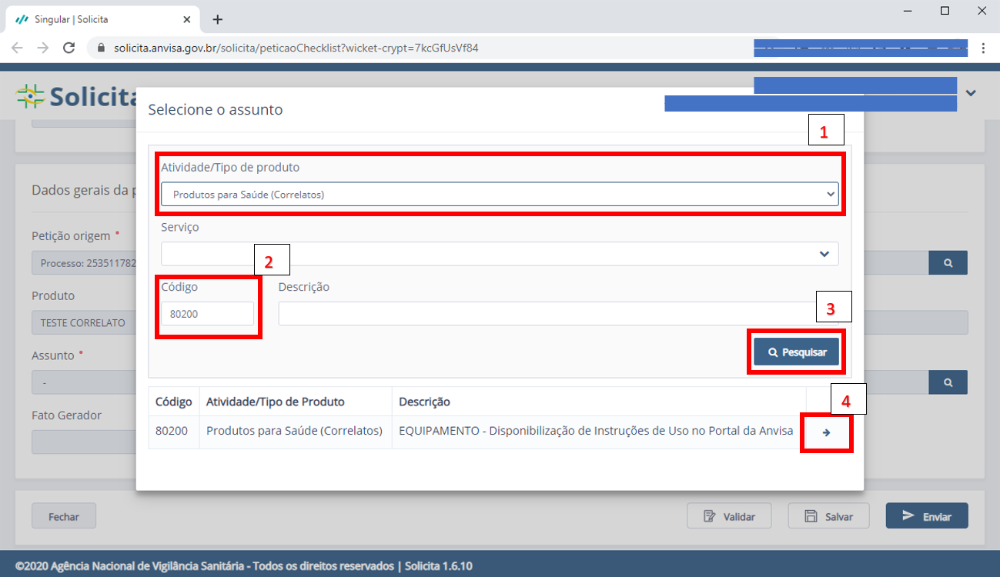 Singular | Solicita
solicita.anvisa.gov.br/solicita/peticaoChecklist?wicket-crypt=7kcGfUsVf84
Solicita
Selecione o assunto
1
Atividade/Tipo de produto
Produtos para Saúde (Correlatos)
Serviço
2
Código
Descrição
80200
3
Pesquisar
Código Atividade/Tipo de Produto Descrição
4
80200 Produtos para Saúde (Correlatos) EQUIPAMENTO - Disponibilização de Instruções de Uso no Portal da Anvisa
Dados gerais da p
Petição origem *
Processo: 253511782
Produto
TESTE CORRELATO
Assunto *
-
Fato Gerador
Fechar
Validar
Salvar
Enviar
©2020 Agência Nacional de Vigilância Sanitária - Todos os direitos reservados | Solicita 1.6.10